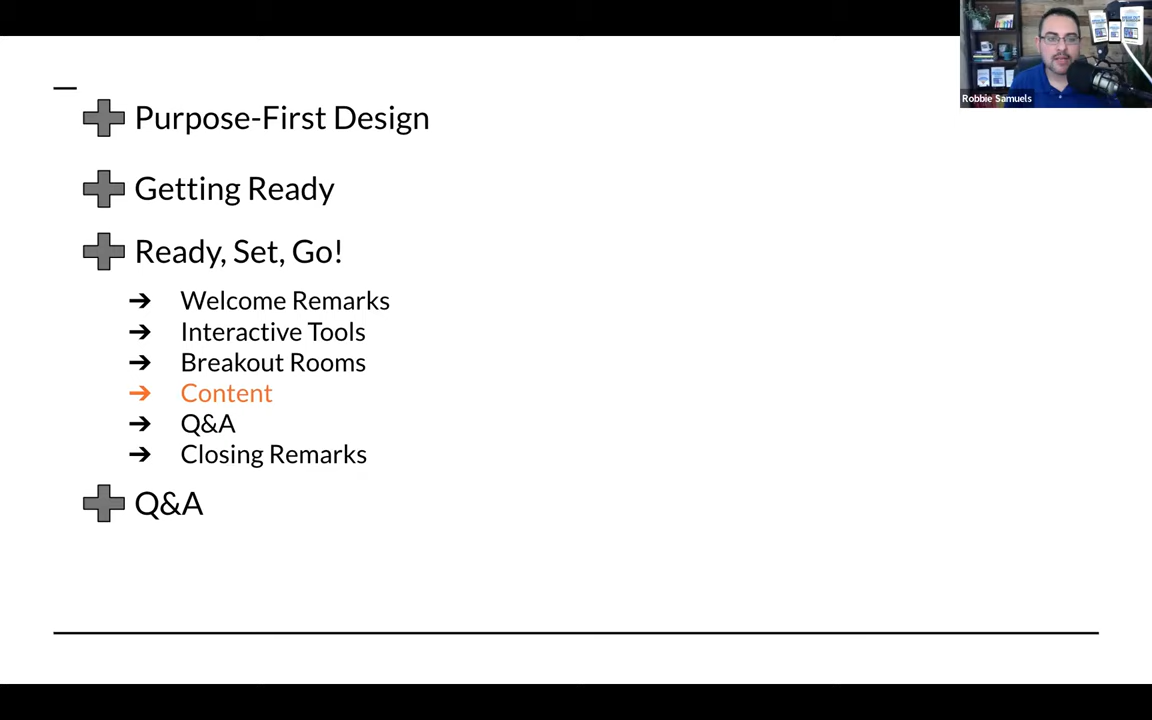 Purpose-First Design
Getting Ready
Ready, Set, Go!
➔ Welcome Remarks
➔ Interactive Tools
➔ Breakout Rooms
➔ Content
➔ Q&A
➔ Closing Remarks
Q&A
Robbie Samuels